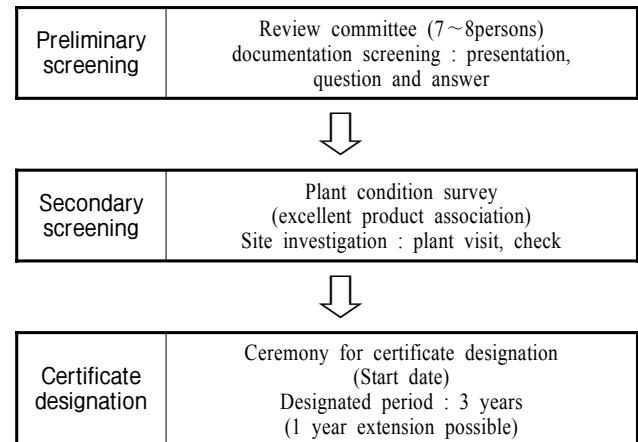 Preliminary
screening
Review committee (7～8persons)
documentation screening : presentation,
question and answer
Secondary
screening
Plant condition survey
(excellent product association)
Site investigation : plant visit, check
Certificate
designation
Ceremony for certificate designation
(Start date)
Designated period : 3 years
(1 year extension possible)